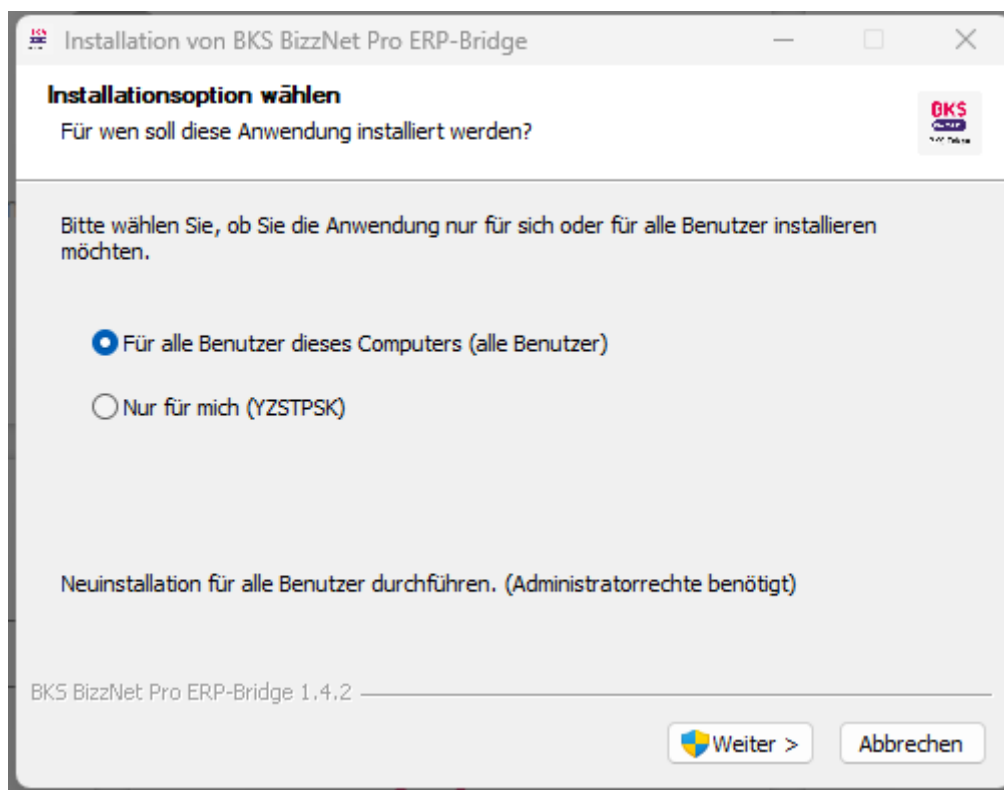 Installation von BKS BizzNet Pro ERP-Bridge
Installationsoption wählen
Für wen soll diese Anwendung installiert werden?
BKS
Bitte wählen Sie, ob Sie die Anwendung nur für sich oder für alle Benutzer installieren
möchten.
Für alle Benutzer dieses Computers (alle Benutzer)
Nur für mich (YZSTPSK)
Neuinstallation für alle Benutzer durchführen. (Administratorrechte benötigt)
BKS BizzNet Pro ERP-Bridge 1.4.2
Weiter >
Abbrechen